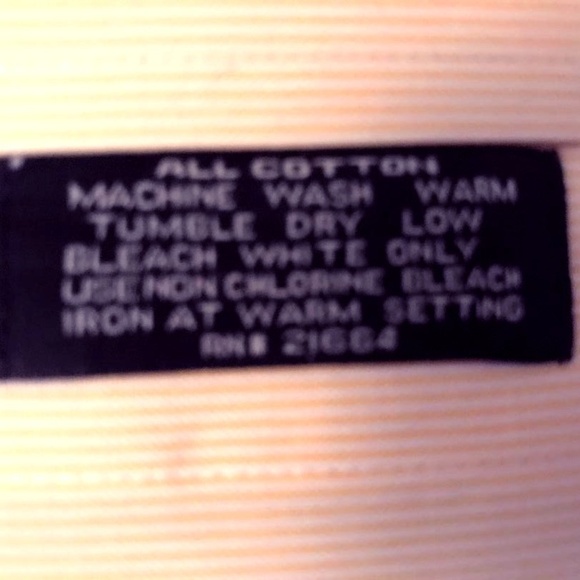 ALL COTTON
MACHINE WASH WARM
TUMBLE DRY LOW
BLEACH WHITE ONLY
USE NON CHLORINE BLEACH
IRON AT WARM SETTING
RN# 21664